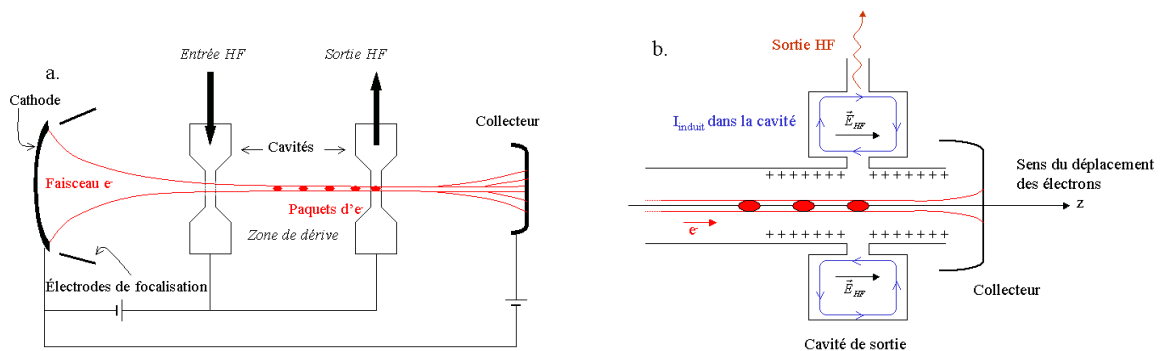 a.
Entrée HF
Sortie HF
Cathode
Collecteur
Cavités
Faisceau e-
Paquets d'e-
Zone de dérive
Électrodes de focalisation
b.
Sortie HF
I induit dans la cavité
E HF
Sens du déplacement
des électrons
z
e-
+ + + + + + + + + + + + +
+ + + + + + + + + + + + +
E HF
Collecteur
Cavité de sortie